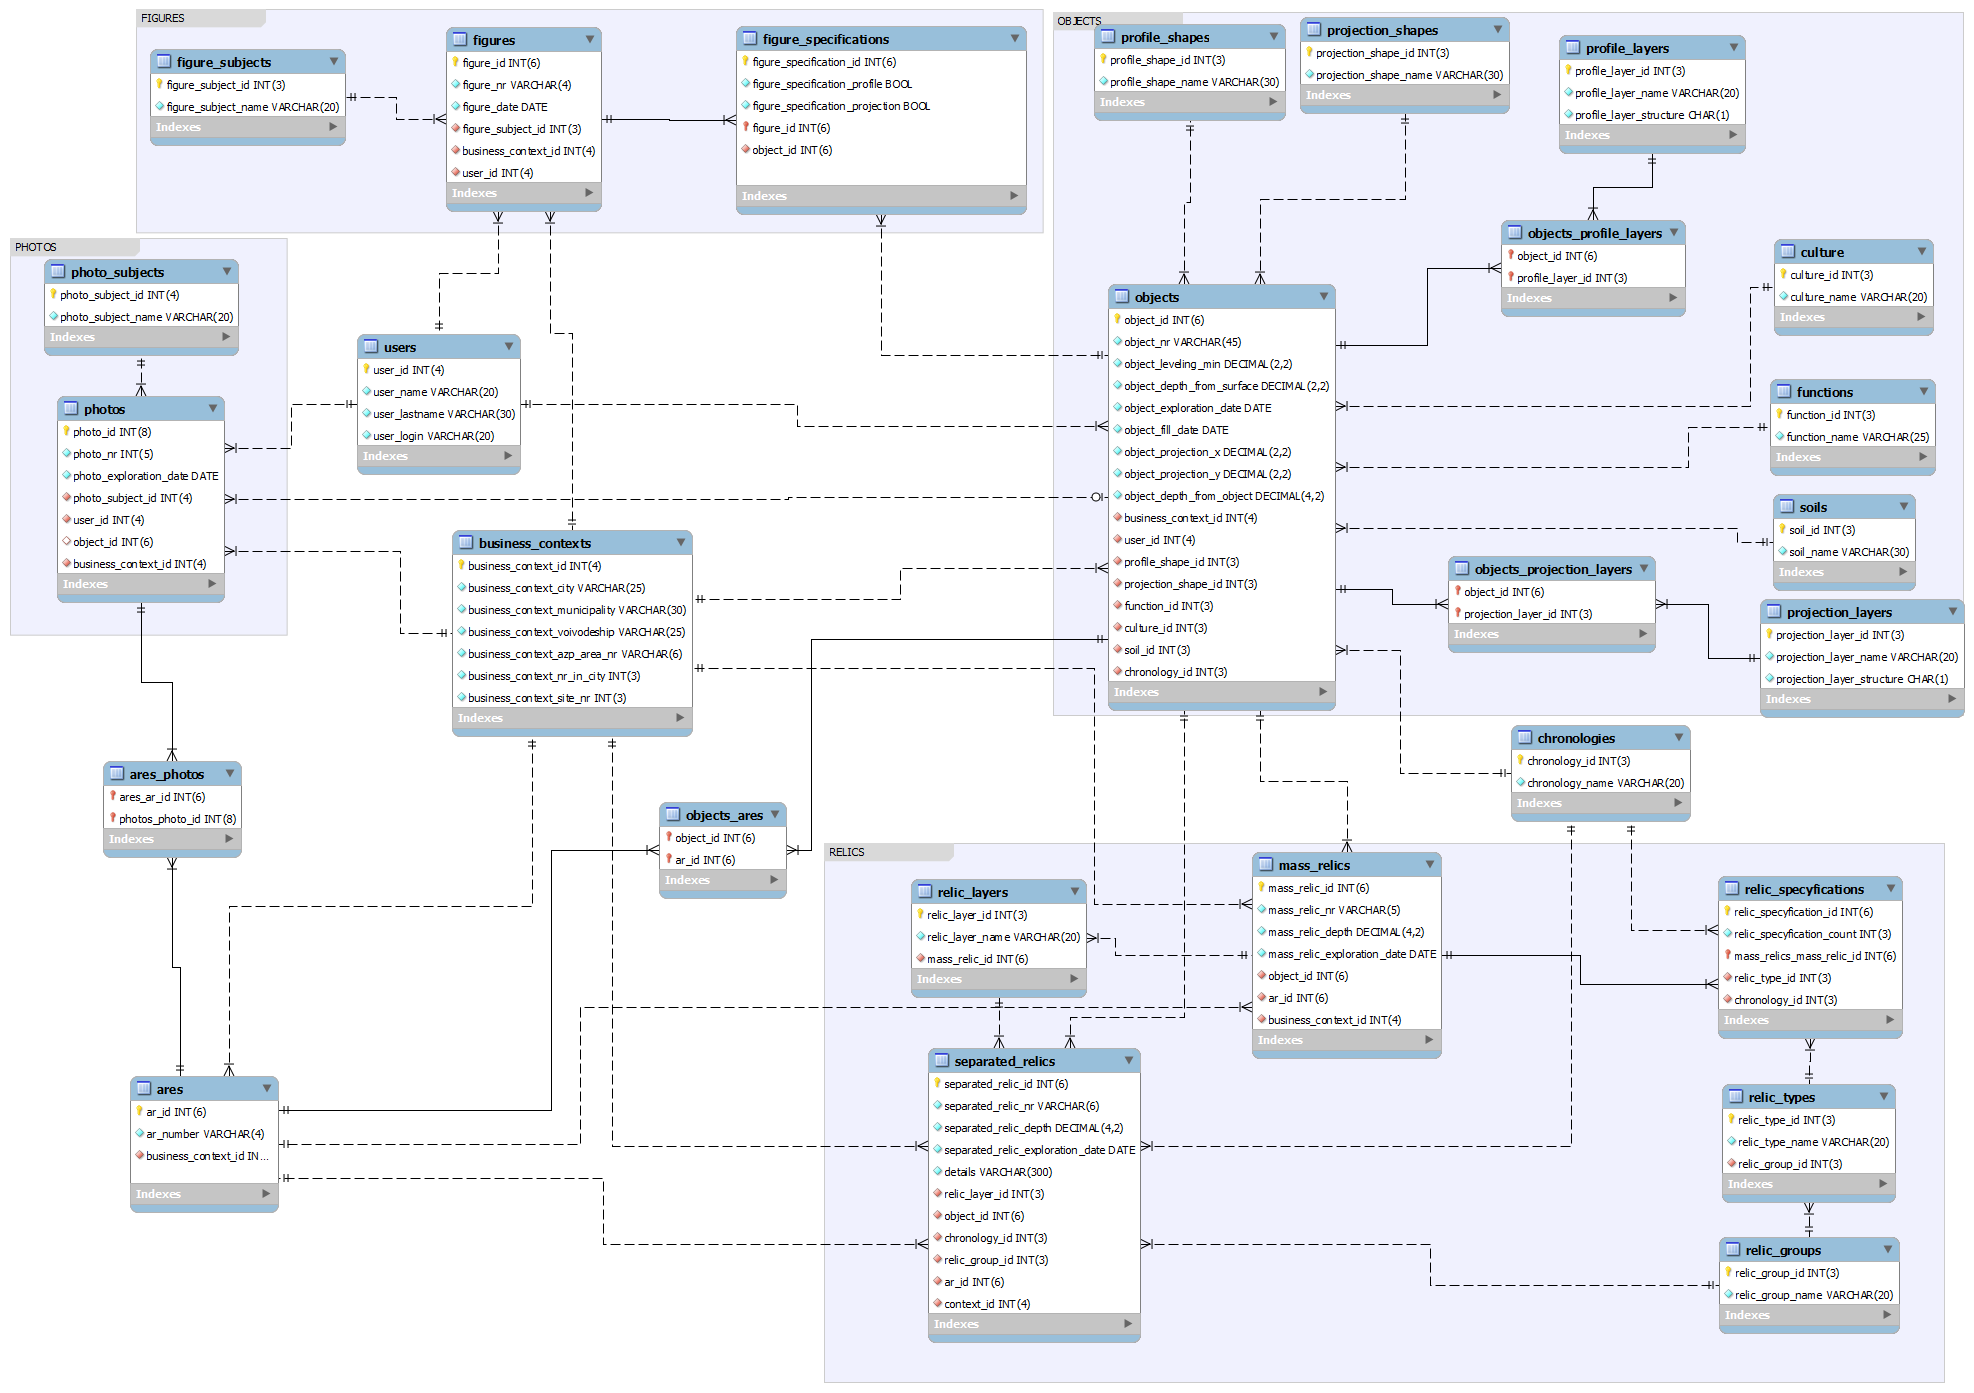 FIGURES
figure_subjects
figure_subject_id INT(3)
figure_subject_name VARCHAR(20)
Indexes
figures
figure_id INT(6)
figure_nr VARCHAR(4)
figure_date DATE
figure_subject_id INT(3)
business_context_id INT(4)
user_id INT(4)
Indexes
figure_specifications
figure_specification_id INT(6)
figure_specification_profile BOOL
figure_specification_projection BOOL
figure_id INT(6)
object_id INT(6)
Indexes
OBJECTS
profile_shapes
profile_shape_id INT(3)
profile_shape_name VARCHAR(30)
Indexes
projection_shapes
projection_shape_id INT(3)
projection_shape_name VARCHAR(30)
Indexes
profile_layers
profile_layer_id INT(3)
profile_layer_name VARCHAR(20)
profile_layer_structure CHAR(1)
Indexes
objects_profile_layers
object_id INT(6)
profile_layer_id INT(3)
Indexes
culture
culture_id INT(3)
culture_name VARCHAR(20)
Indexes
PHOTOS
photo_subjects
photo_subject_id INT(4)
photo_subject_name VARCHAR(20)
Indexes
photos
photo_id INT(8)
photo_nr INT(5)
photo_exploration_date DATE
photo_subject_id INT(4)
user_id INT(4)
object_id INT(6)
business_context_id INT(4)
Indexes
users
user_id INT(4)
user_name VARCHAR(20)
user_lastname VARCHAR(30)
user_login VARCHAR(20)
Indexes
objects
object_id INT(6)
object_nr VARCHAR(45)
object_leveling_min DECIMAL(2,2)
object_depth_from_surface DECIMAL(2,2)
object_exploration_date DATE
object_fill_date DATE
object_projection_x DECIMAL(2,2)
object_projection_y DECIMAL(2,2)
object_depth_from_object DECIMAL(4,2)
business_context_id INT(4)
user_id INT(4)
profile_shape_id INT(3)
projection_shape_id INT(3)
function_id INT(3)
culture_id INT(3)
soil_id INT(3)
chronology_id INT(3)
Indexes
functions
function_id INT(3)
function_name VARCHAR(25)
Indexes
soils
soil_id INT(3)
soil_name VARCHAR(30)
Indexes
business_contexts
business_context_id INT(4)
business_context_city VARCHAR(25)
business_context_municipality VARCHAR(30)
business_context_voivodeship VARCHAR(25)
business_context_azp_area_nr VARCHAR(6)
business_context_nr_in_city INT(3)
business_context_site_nr INT(3)
Indexes
objects_projection_layers
object_id INT(6)
projection_layer_id INT(3)
Indexes
projection_layers
projection_layer_id INT(3)
projection_layer_name VARCHAR(20)
projection_layer_structure CHAR(1)
Indexes
chronologies
chronology_id INT(3)
chronology_name VARCHAR(20)
Indexes
ares_photos
ares_ar_id INT(6)
photos_photo_id INT(8)
Indexes
objects_ares
object_id INT(6)
ar_id INT(6)
Indexes
RELICS
relic_layers
relic_layer_id INT(3)
relic_layer_name VARCHAR(20)
mass_relic_id INT(6)
Indexes
mass_relics
mass_relic_id INT(6)
mass_relic_nr VARCHAR(5)
mass_relic_depth DECIMAL(4,2)
mass_relic_exploration_date DATE
object_id INT(6)
ar_id INT(6)
business_context_id INT(4)
Indexes
relic_specyfications
relic_specyfication_id INT(6)
relic_specyfication_count INT(3)
mass_relics_mass_relic_id INT(6)
relic_type_id INT(3)
chronology_id INT(3)
Indexes
ares
ar_id INT(6)
ar_number VARCHAR(4)
business_context_id IN...
Indexes
separated_relics
separated_relic_id INT(6)
separated_relic_nr VARCHAR(6)
separated_relic_depth DECIMAL(4,2)
separated_relic_exploration_date DATE
details VARCHAR(300)
relic_layer_id INT(3)
object_id INT(6)
chronology_id INT(3)
relic_group_id INT(3)
ar_id INT(6)
context_id INT(4)
Indexes
relic_types
relic_type_id INT(3)
relic_type_name VARCHAR(20)
relic_group_id INT(3)
Indexes
relic_groups
relic_group_id INT(3)
relic_group_name VARCHAR(20)
Indexes